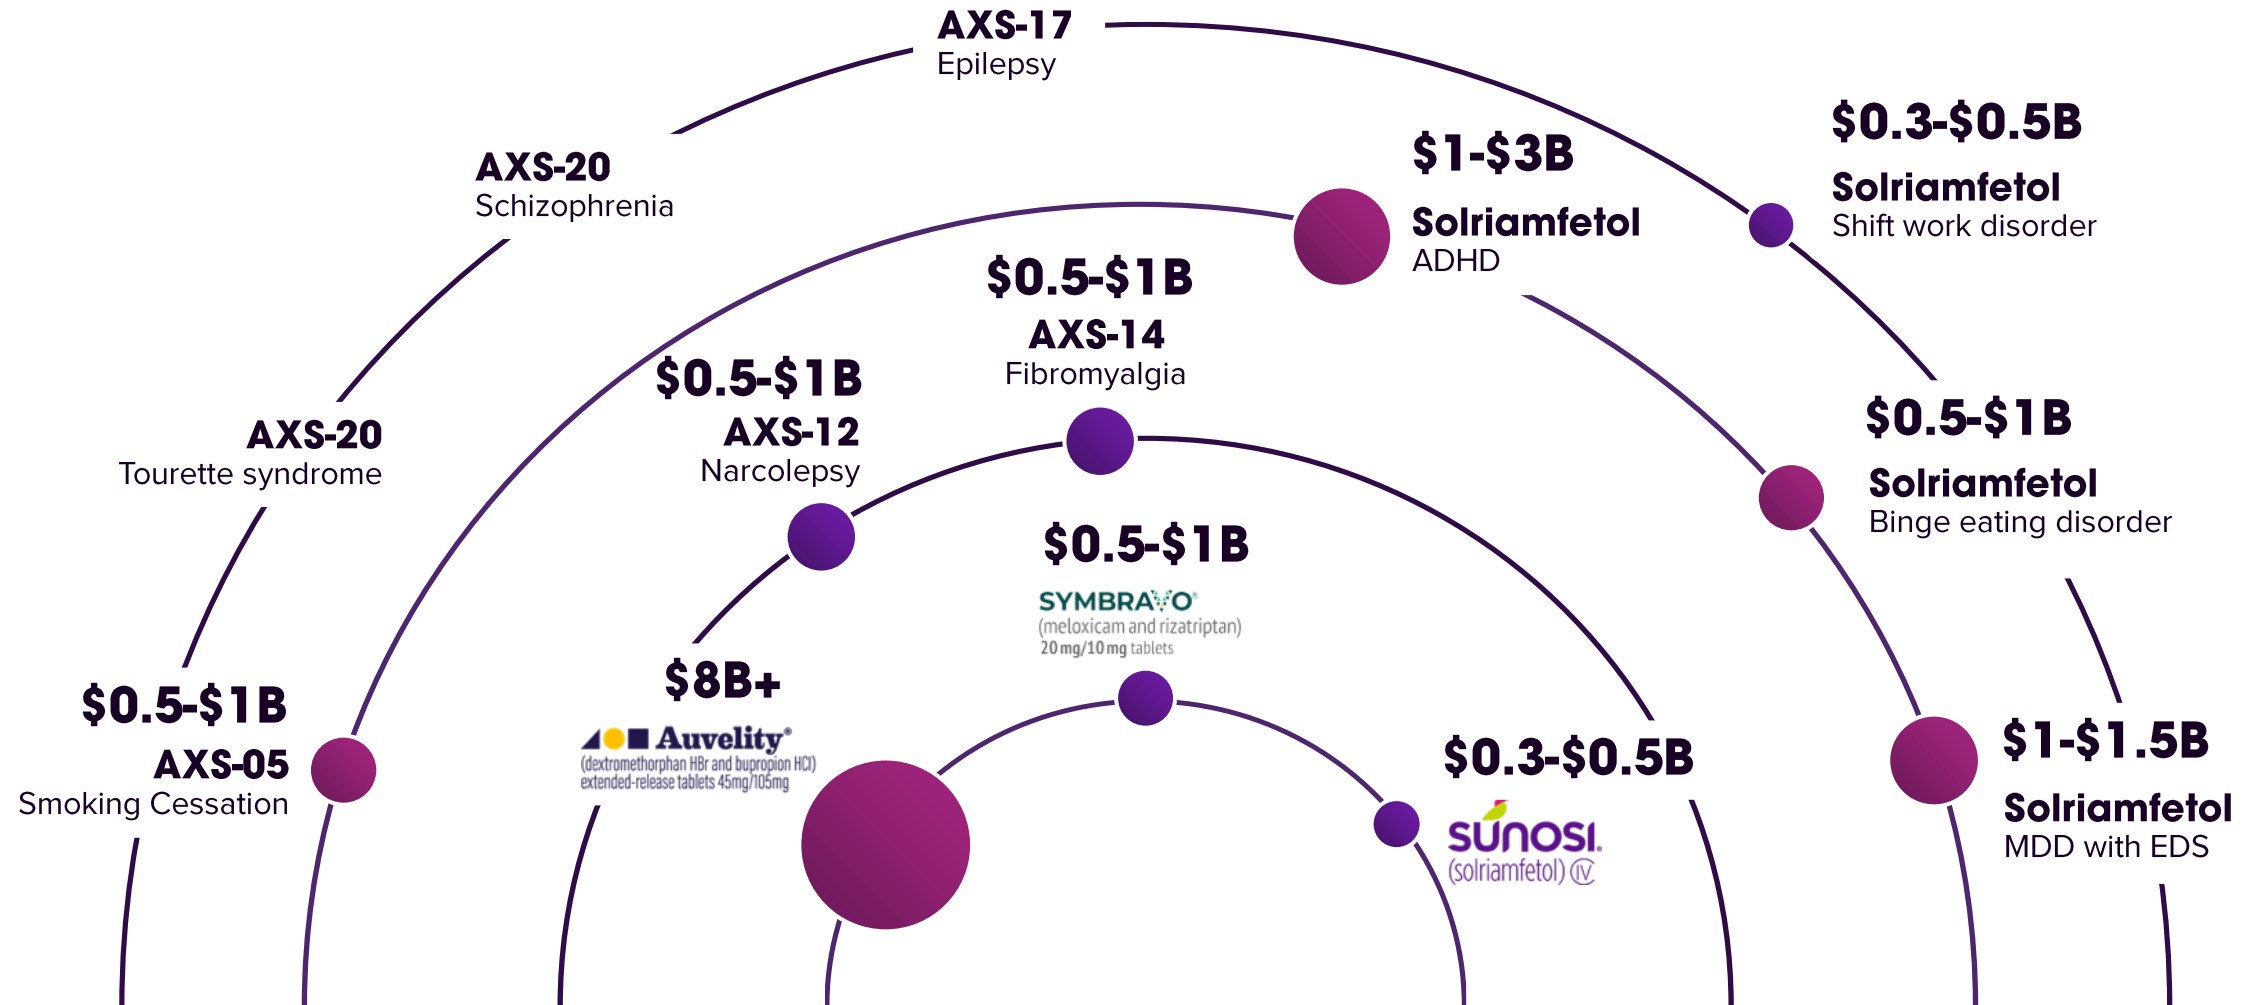 AXS-17
Epilepsy
$0.3-$0.5B
Solriamfetol
Shift work disorder
$1-$3B
Solriamfetol
ADHD
AXS-20
Schizophrenia
$0.5-$1B
AXS-14
Fibromyalgia
$0.5-$1B
AXS-12
Narcolepsy
$0.5-$1B
Solriamfetol
Binge eating disorder
AXS-20
Tourette syndrome
$0.5-$1B
SYMBRAVO®
(meloxicam and rizatriptan)
20 mg/10 mg tablets
$8B+
Auvelity®
(dextromethorphan HBr and bupropion HCl)
extended-release tablets 45mg/105mg
$0.5-$1B
AXS-05
Smoking Cessation
$0.3-$0.5B
SUNOSI.
(solriamfetol) CIV
$1-$1.5B
Solriamfetol
MDD with EDS